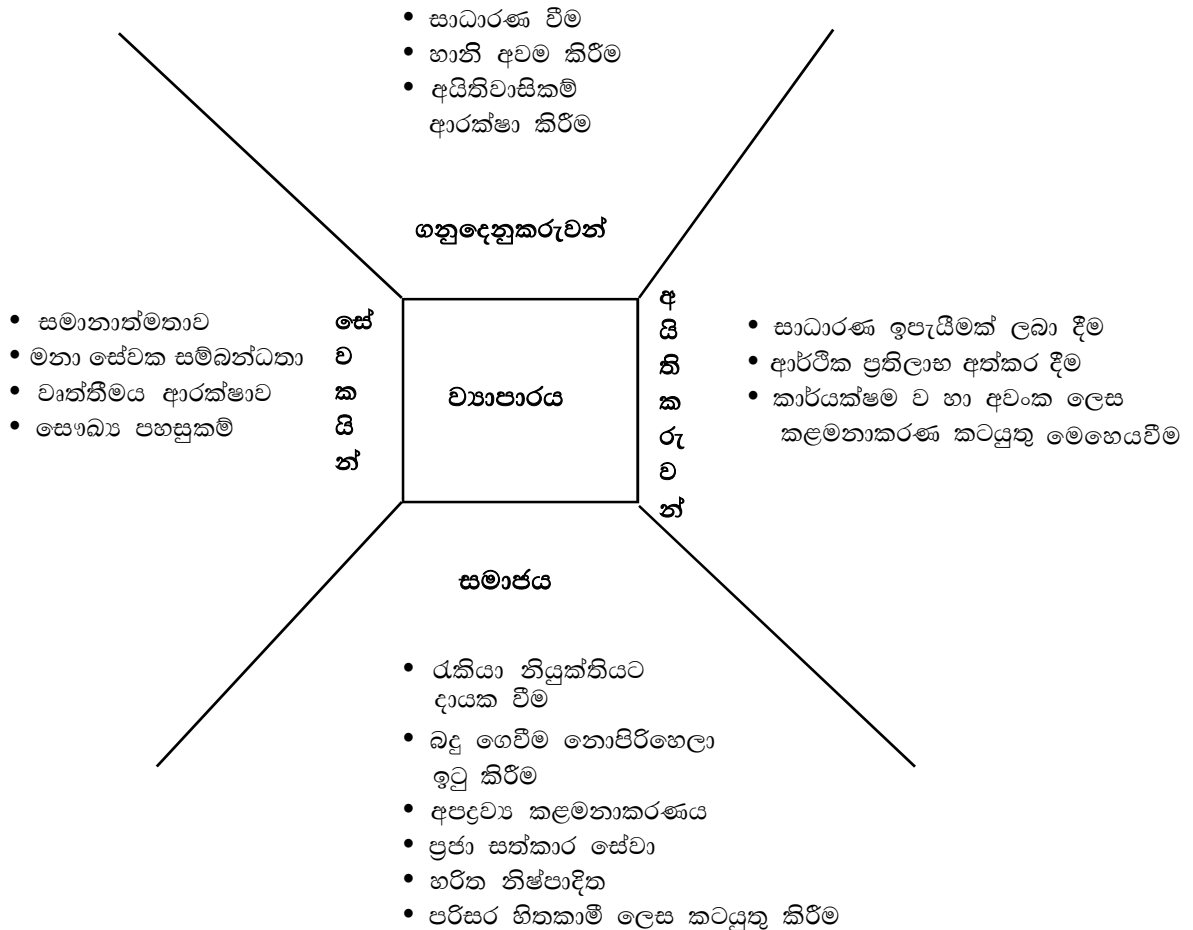 • සාධාරණ වීම
• හානි අවම කිරීම
• අයිතිවාසිකම්
ආරක්ෂා කිරීම
ගනුදෙනුකරුවන්
• සමානාත්මතාව
• මනා සේවක සම්බන්ධතා
• වෘත්තීමය ආරක්ෂාව
• සෞඛ්‍ය පහසුකම්
සේ
ව
ක
යි
න්
ව්‍යාපාරය
අ
යි
ති
ක
රු
ව
න්
• සාධාරණ ඉපැයීමක් ලබා දීම
• ආර්ථික ප්‍රතිලාභ අත්කර දීම
• කාර්යක්ෂම ව හා අවංක ලෙස
කළමනාකරණ කටයුතු මෙහෙයවීම
සමාජය
• රැකියා නියුක්තියට
දායක වීම
• බදු ගෙවීම නොපිරිහෙලා
ඉටු කිරීම
• අපද්‍රව්‍ය කළමනාකරණය
• ප්‍රජා සත්කාර සේවා
• හරිත නිෂ්පාදිත
• පරිසර හිතකාමී ලෙස කටයුතු කිරීම